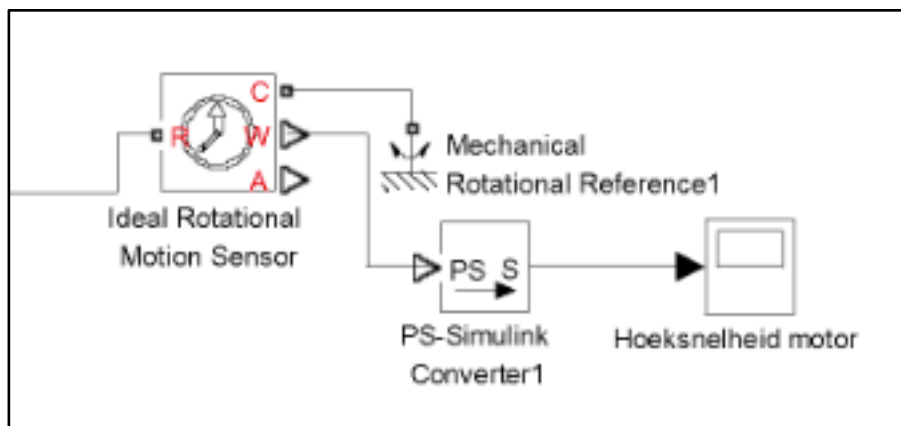 C
R
W
A
Ideal Rotational
Motion Sensor
Mechanical
Rotational Reference1
PS S
PS-Simulink
Converter1
Hoeksnelheid motor